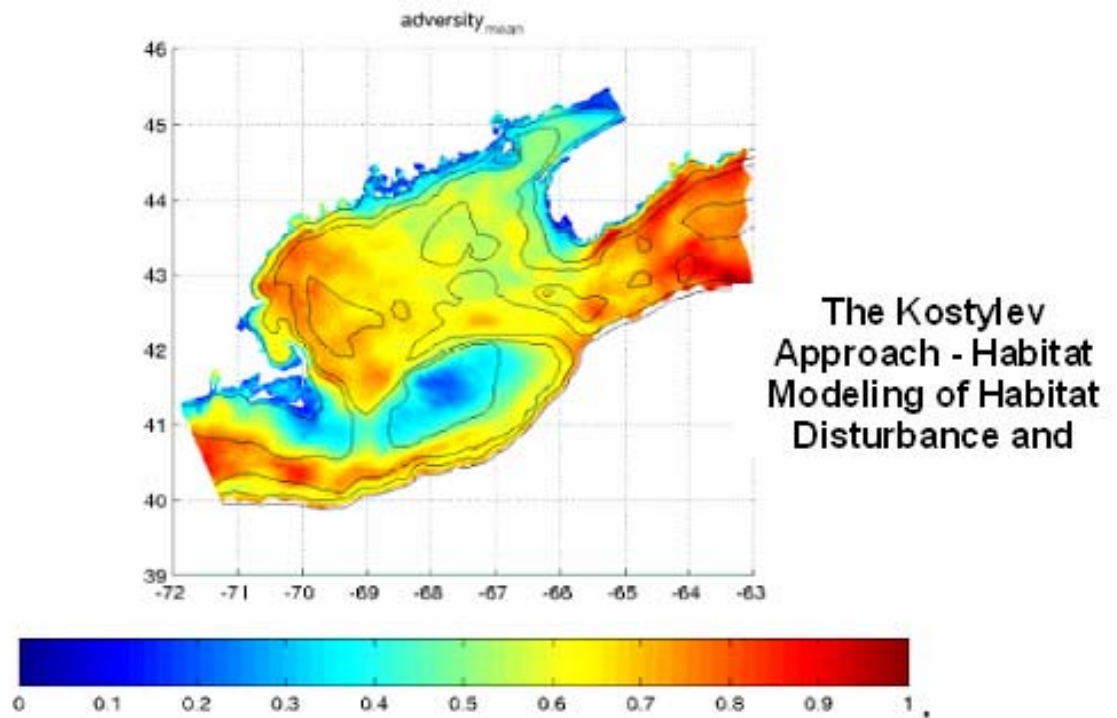 adversity mean
46
45
44
43
42
41
40
39
-72 -71 -70 -69 -68 -67 -66 -65 -64 -63
The Kostylev
Approach - Habitat
Modeling of Habitat
Disturbance and
0 0.1 0.2 0.3 0.4 0.5 0.6 0.7 0.8 0.9 1 .